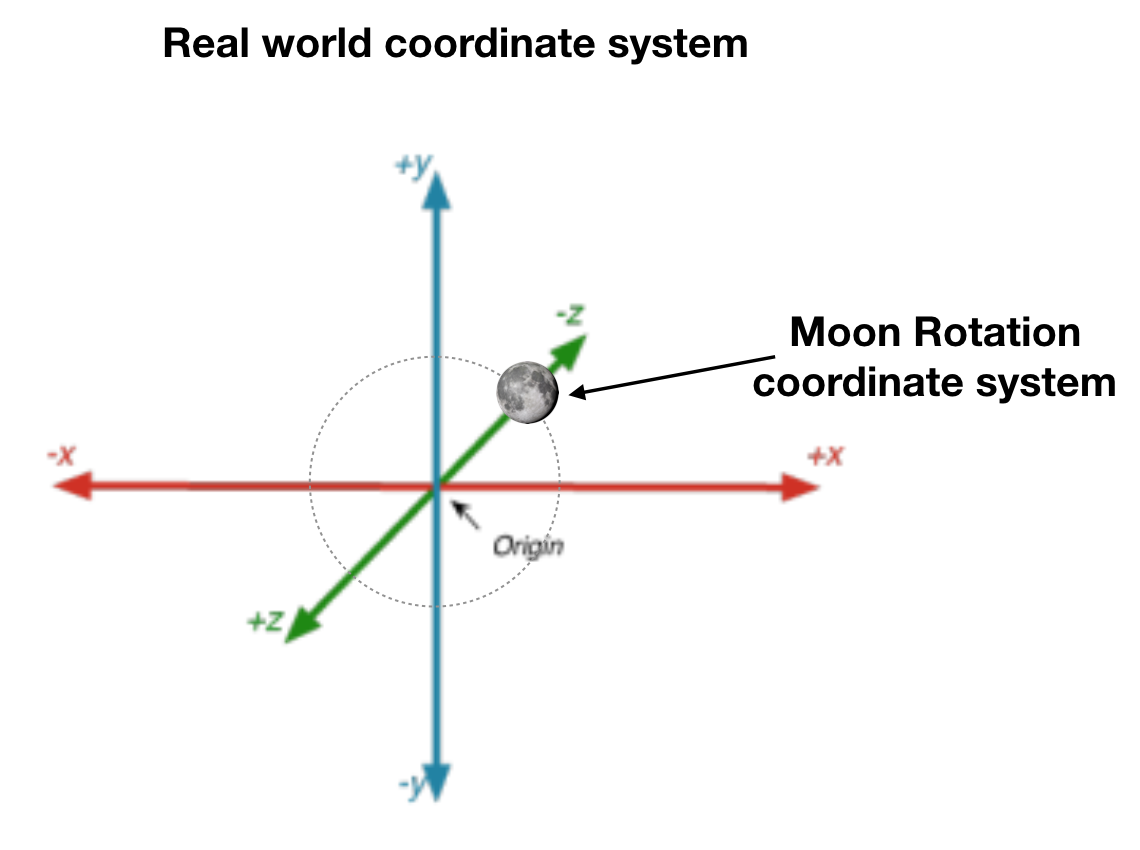 Real world coordinate system
+y
-z
Moon Rotation
coordinate system
-x
+x
Origin
+z
-y